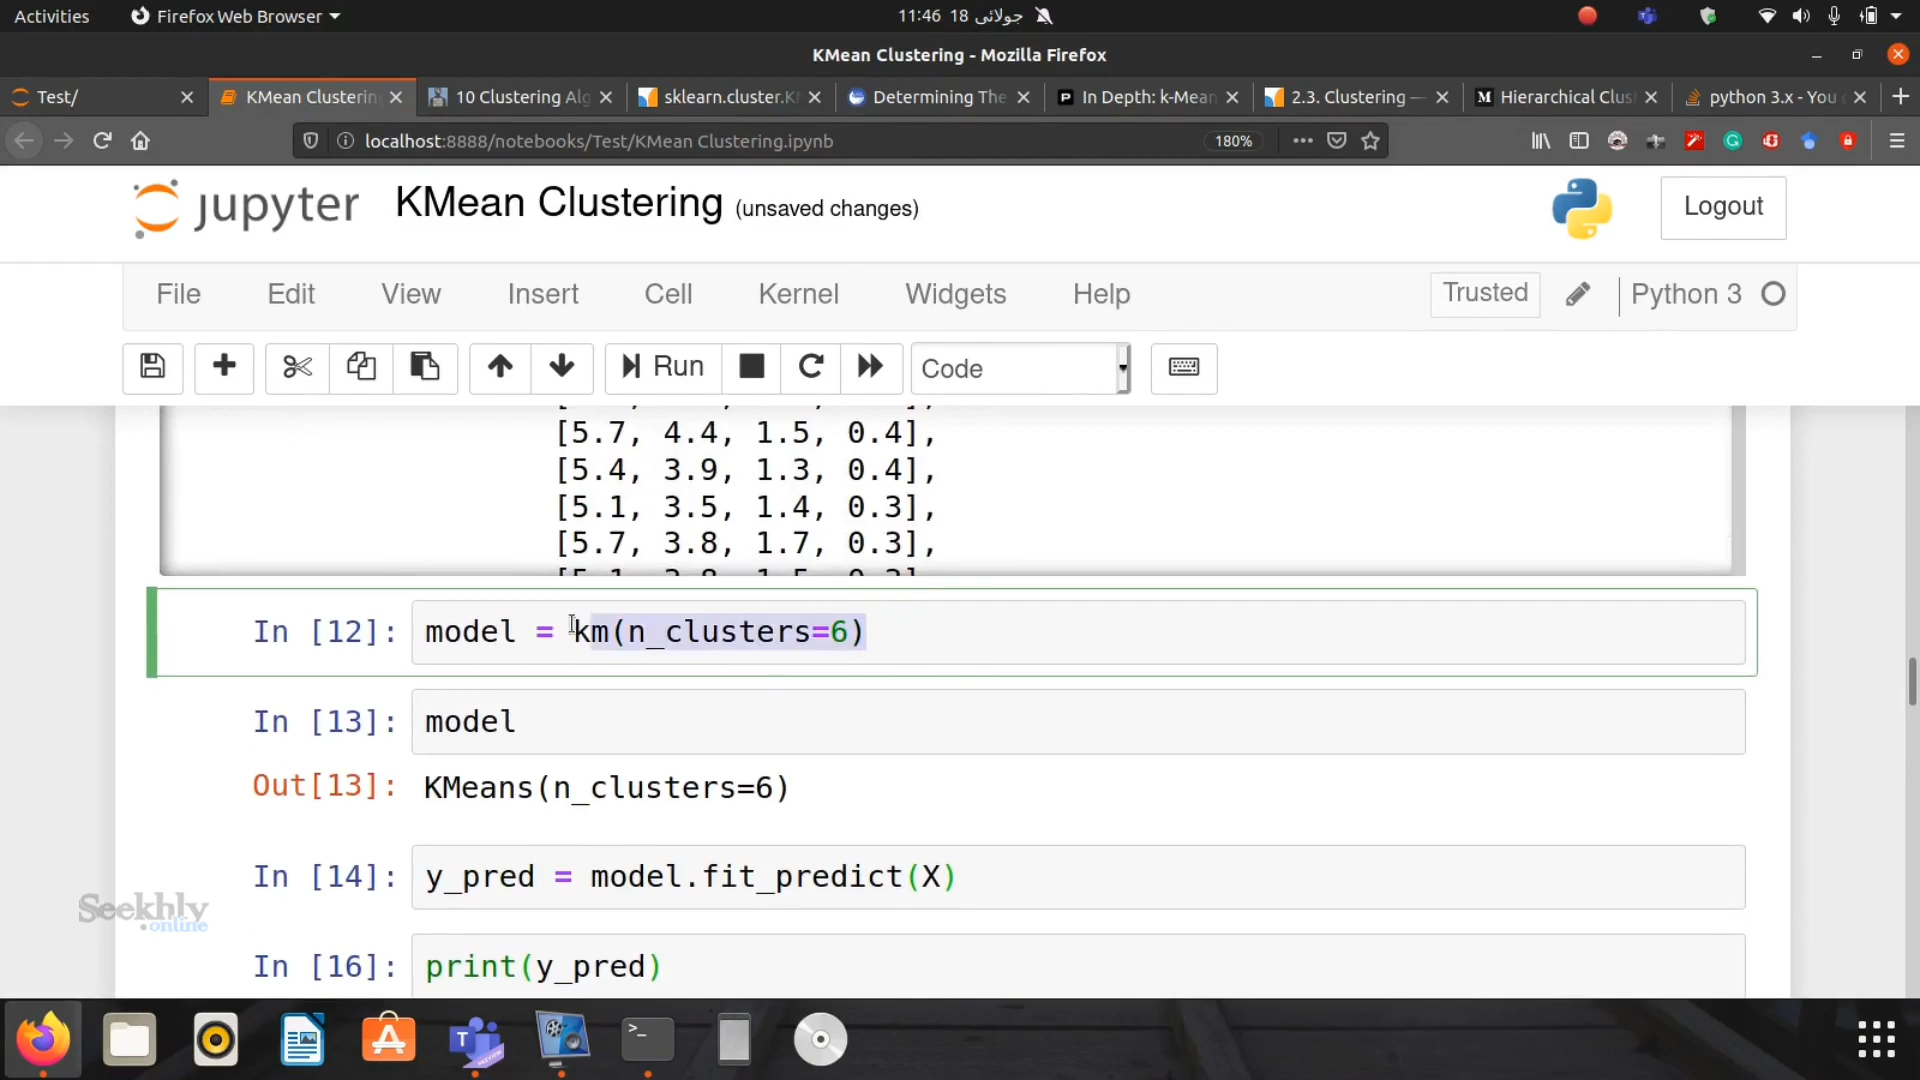 Activities
Firefox Web Browser
11:46 18 جولائی
KMean Clustering - Mozilla Firefox
Test/
KMean Clusterin
10 Clustering Alg
sklearn.cluster.K
Determining The
In Depth: k-Mean
2.3. Clustering —
Hierarchical Clus
python 3.x - You
localhost:8888/notebooks/Test/KMean Clustering.ipynb
180%
jupyter
KMean Clustering (unsaved changes)
Logout
File Edit View Insert Cell Kernel Widgets Help
Trusted
Python 3
Run
Code
[5.7, 4.4, 1.5, 0.4],
[5.4, 3.9, 1.3, 0.4],
[5.1, 3.5, 1.4, 0.3],
[5.7, 3.8, 1.7, 0.3],
In [12]: model = km(n_clusters=6)
In [13]: model
Out[13]: KMeans(n_clusters=6)
In [14]: y_pred = model.fit_predict(X)
Seekhly
.online
In [16]: print(y_pred)